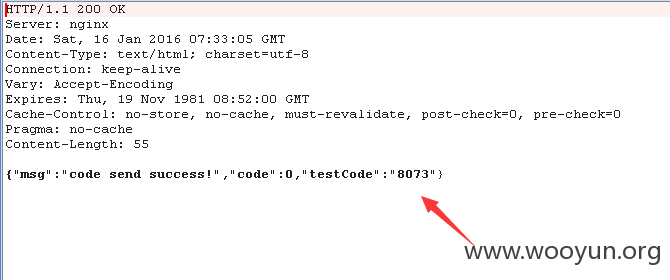 HTTP/1.1 200 OK
Server: nginx
Date: Sat, 16 Jan 2016 07:33:05 GMT
Content-Type: text/html; charset=utf-8
Connection: keep-alive
Vary: Accept-Encoding
Expires: Thu, 19 Nov 1981 08:52:00 GMT
Cache-Control: no-store, no-cache, must-revalidate, post-check=0, pre-check=0
Pragma: no-cache
Content-Length: 55
{"msg":"code send success!","code":0,"testCode":"8073"}
www.wooyun.org